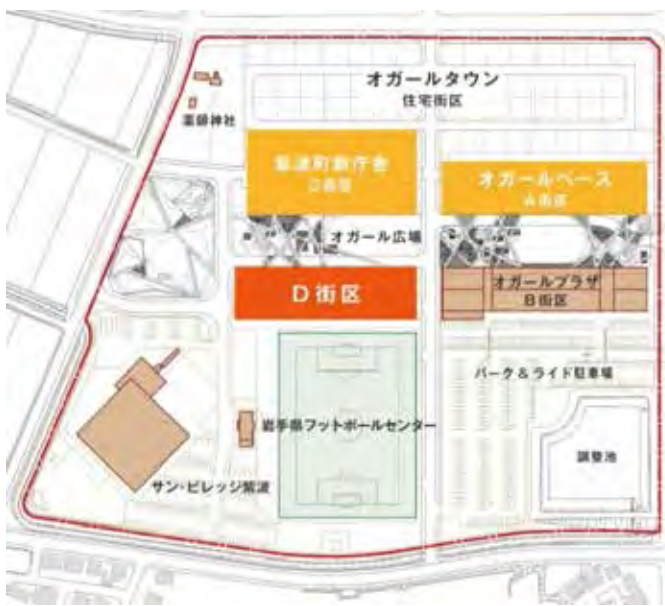 オガールタウン
住宅街区
薬師神社
紫波町新庁舎
C街区
オガールベース
A街区
オガール広場
D街区
オガールプラザ
B街区
パーク&ライド駐車場
岩手県フットボールセンター
調整池
サン・ビレッジ紫波